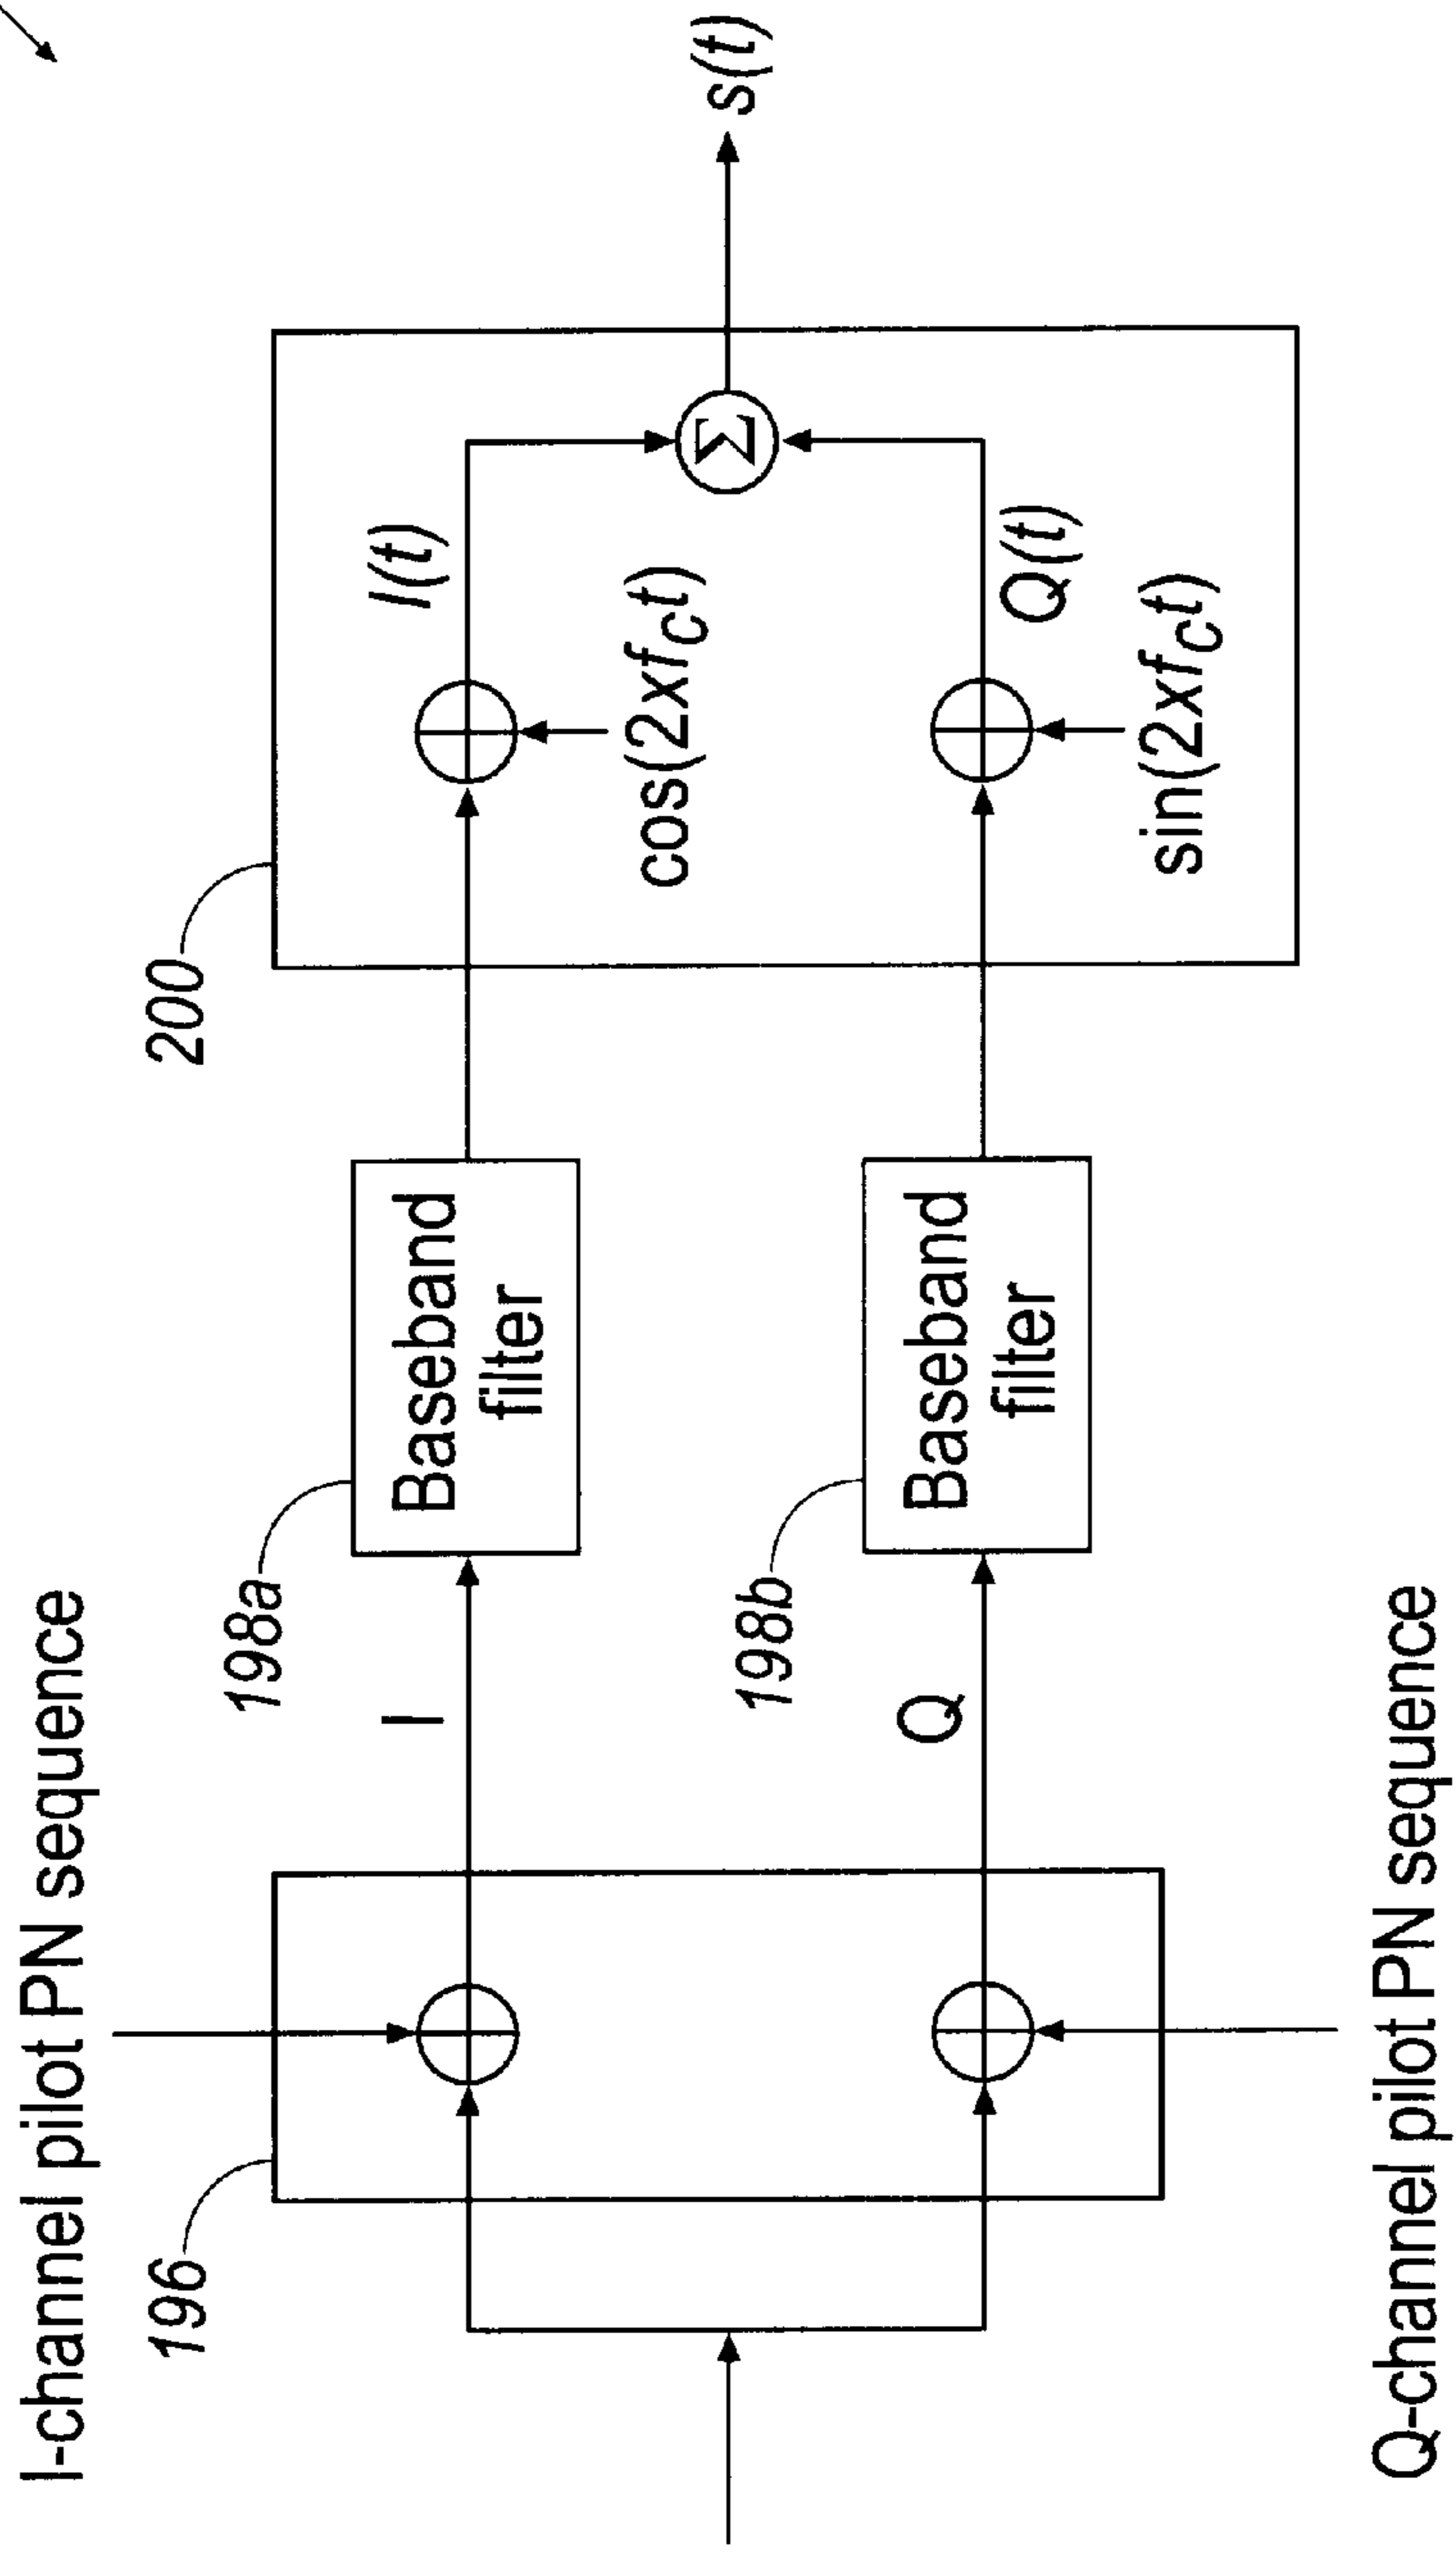 I-channel pilot PN sequence
196
198a
200
I
Baseband
filter
I(t)
cos(2xfct)
s(t)
Σ
198b
Q
Baseband
filter
Q(t)
sin(2xfct)
Q-channel pilot PN sequence